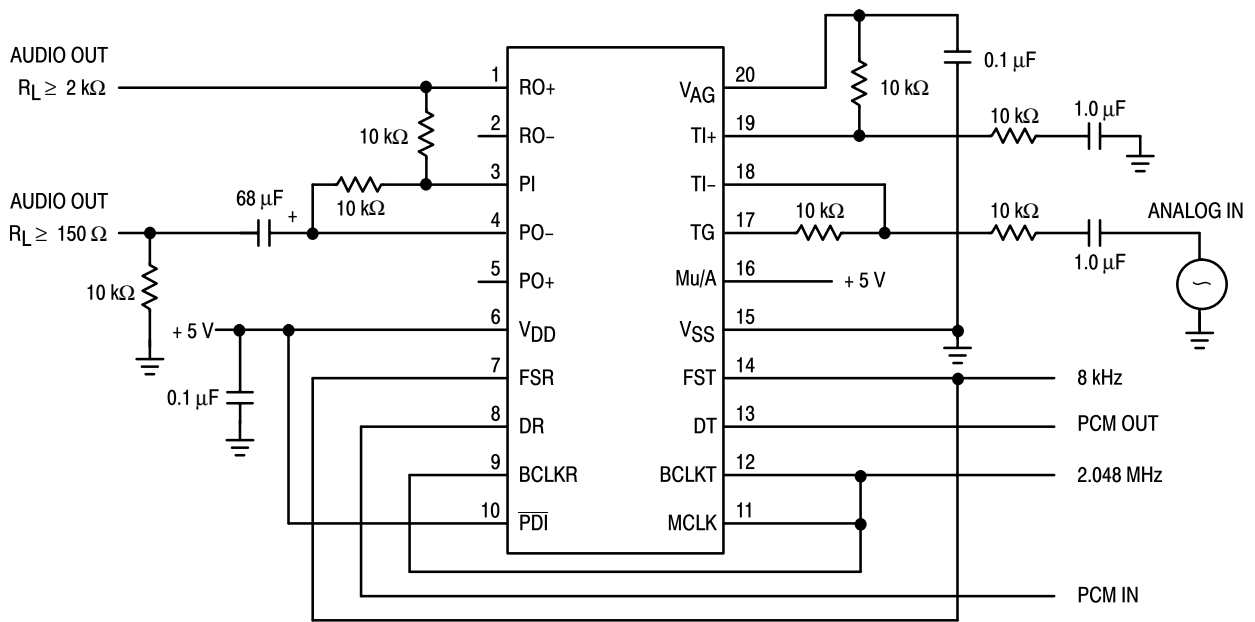 AUDIO OUT
RL ≥ 2 kΩ
10 kΩ
10 kΩ
AUDIO OUT
RL ≥ 150 Ω
68 μF
+
10 kΩ
+ 5 V
0.1 μF
1 RO+
2 RO–
3 PI
4 PO–
5 PO+
6 VDD
7 FSR
8 DR
9 BCLKR
10 PDI
VAG 20
TI+ 19
TI– 18
TG 17
Mu/A 16
VSS 15
FST 14
DT 13
BCLKT 12
MCLK 11
0.1 μF
10 kΩ
10 kΩ
1.0 μF
10 kΩ
10 kΩ
1.0 μF
ANALOG IN
+ 5 V
8 kHz
PCM OUT
2.048 MHz
PCM IN